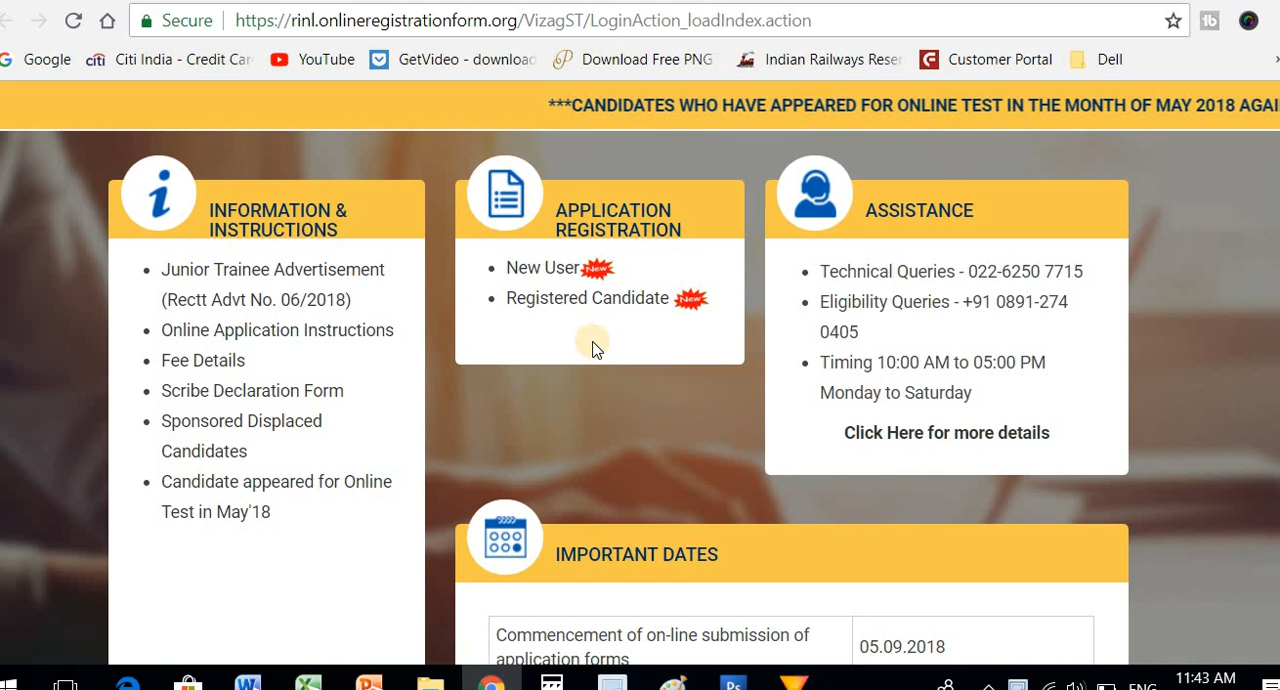 Secure
https://rinl.onlineregistrationform.org/VizagST/LoginAction_loadIndex.action
Google
citi
Citi India - Credit Car
YouTube
GetVideo - download
Download Free PNG
Indian Railways Reser
Customer Portal
Dell
***CANDIDATES WHO HAVE APPEARED FOR ONLINE TEST IN THE MONTH OF MAY 2018 AGAI
INFORMATION &
INSTRUCTIONS
Junior Trainee Advertisement
(Rectt Advt No. 06/2018)
Online Application Instructions
Fee Details
Scribe Declaration Form
Sponsored Displaced
Candidates
Candidate appeared for Online
Test in May'18
APPLICATION
REGISTRATION
New User New
Registered Candidate New
ASSISTANCE
Technical Queries - 022-6250 7715
Eligibility Queries - +91 0891-274
0405
Timing 10:00 AM to 05:00 PM
Monday to Saturday
Click Here for more details
IMPORTANT DATES
Commencement of on-line submission of
application forms
05.09.2018
ENG
11:43 AM